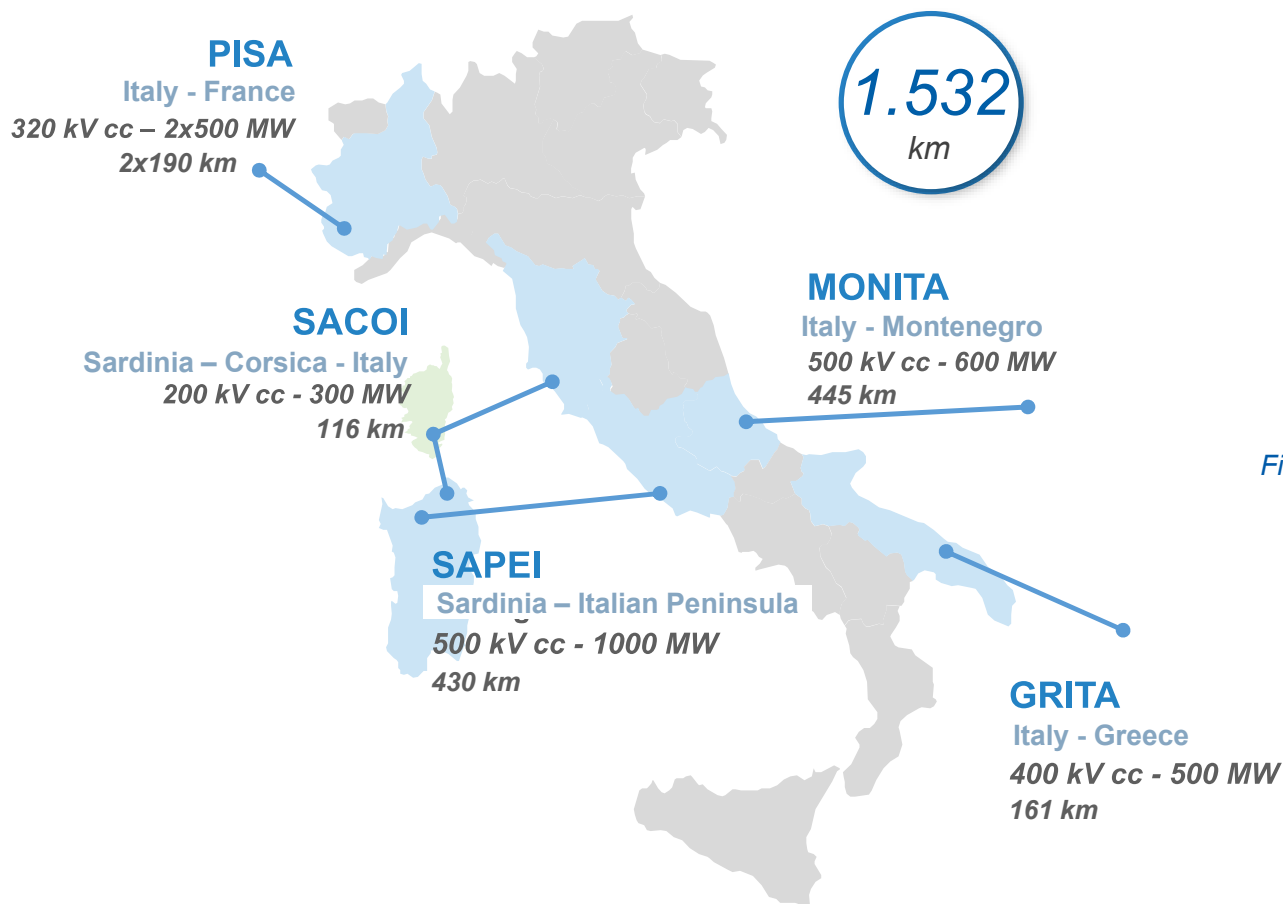 PISA
Italy - France
320 kV cc – 2x500 MW
2x190 km
1.532
km
SACOI
Sardinia – Corsica - Italy
200 kV cc - 300 MW
116 km
MONITA
Italy - Montenegro
500 kV cc - 600 MW
445 km
Fi
SAPEI
Sardinia – Italian Peninsula
500 kV cc - 1000 MW
430 km
GRITA
Italy - Greece
400 kV cc - 500 MW
161 km